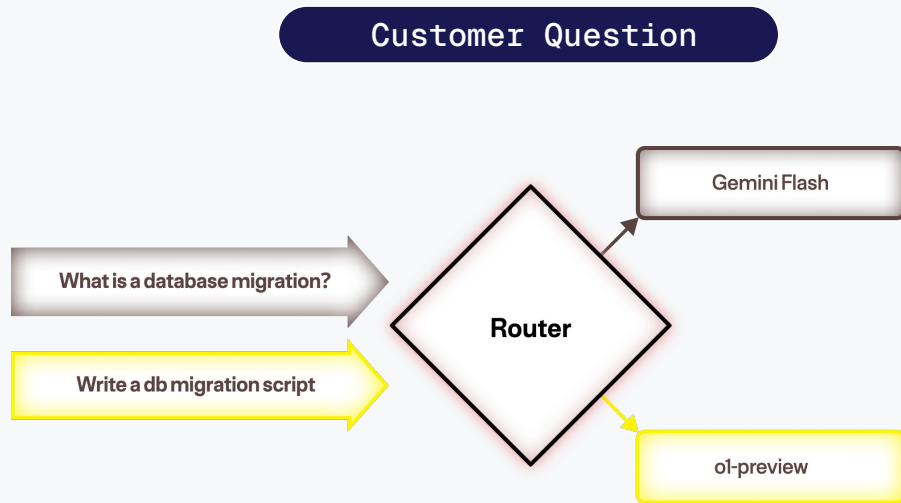 Customer Question
Gemini Flash
What is a database migration?
Router
Write a db migration script
o1-preview